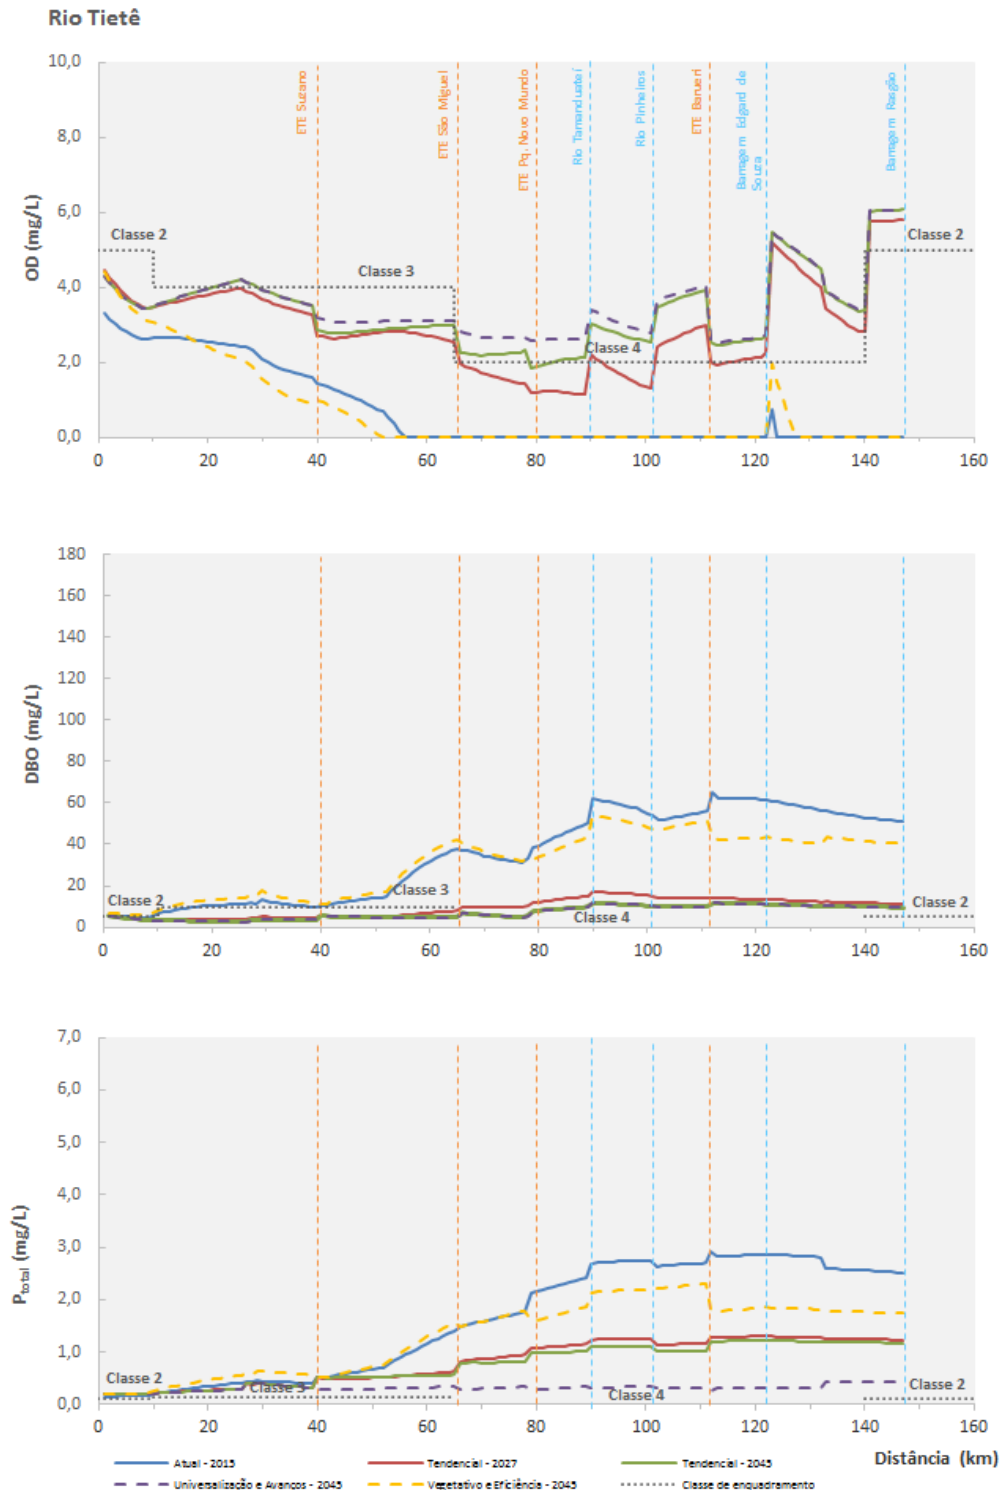 Rio Tietê
10,0
8,0
6,0
4,0
2,0
0,0
OD (mg/L)
ETE Suzano
ETE São Miguel
ETE Pq. Novo Mundo
Rio Tamanduateí
Rio Pinheiros
ETE Barueri
Barragem Edgard de
Souza
Barragem Rasgão
Classe 2
Classe 3
Classe 4
Classe 2
0 20 40 60 80 100 120 140 160
180
160
140
120
100
80
60
40
20
0
DBO (mg/L)
Classe 2
Classe 3
Classe 4
Classe 2
0 20 40 60 80 100 120 140 160
7,0
6,0
5,0
4,0
3,0
2,0
1,0
0,0
Ptotal (mg/L)
Classe 2
Classe 3
Classe 4
Classe 2
0 20 40 60 80 100 120 140 160
Distância (km)
Atual - 2015 Tendencial - 2027 Tendencial - 2045
Universalização e Avanços - 2045 Vegetativo e Eficiência - 2045 Classe de enquadramento